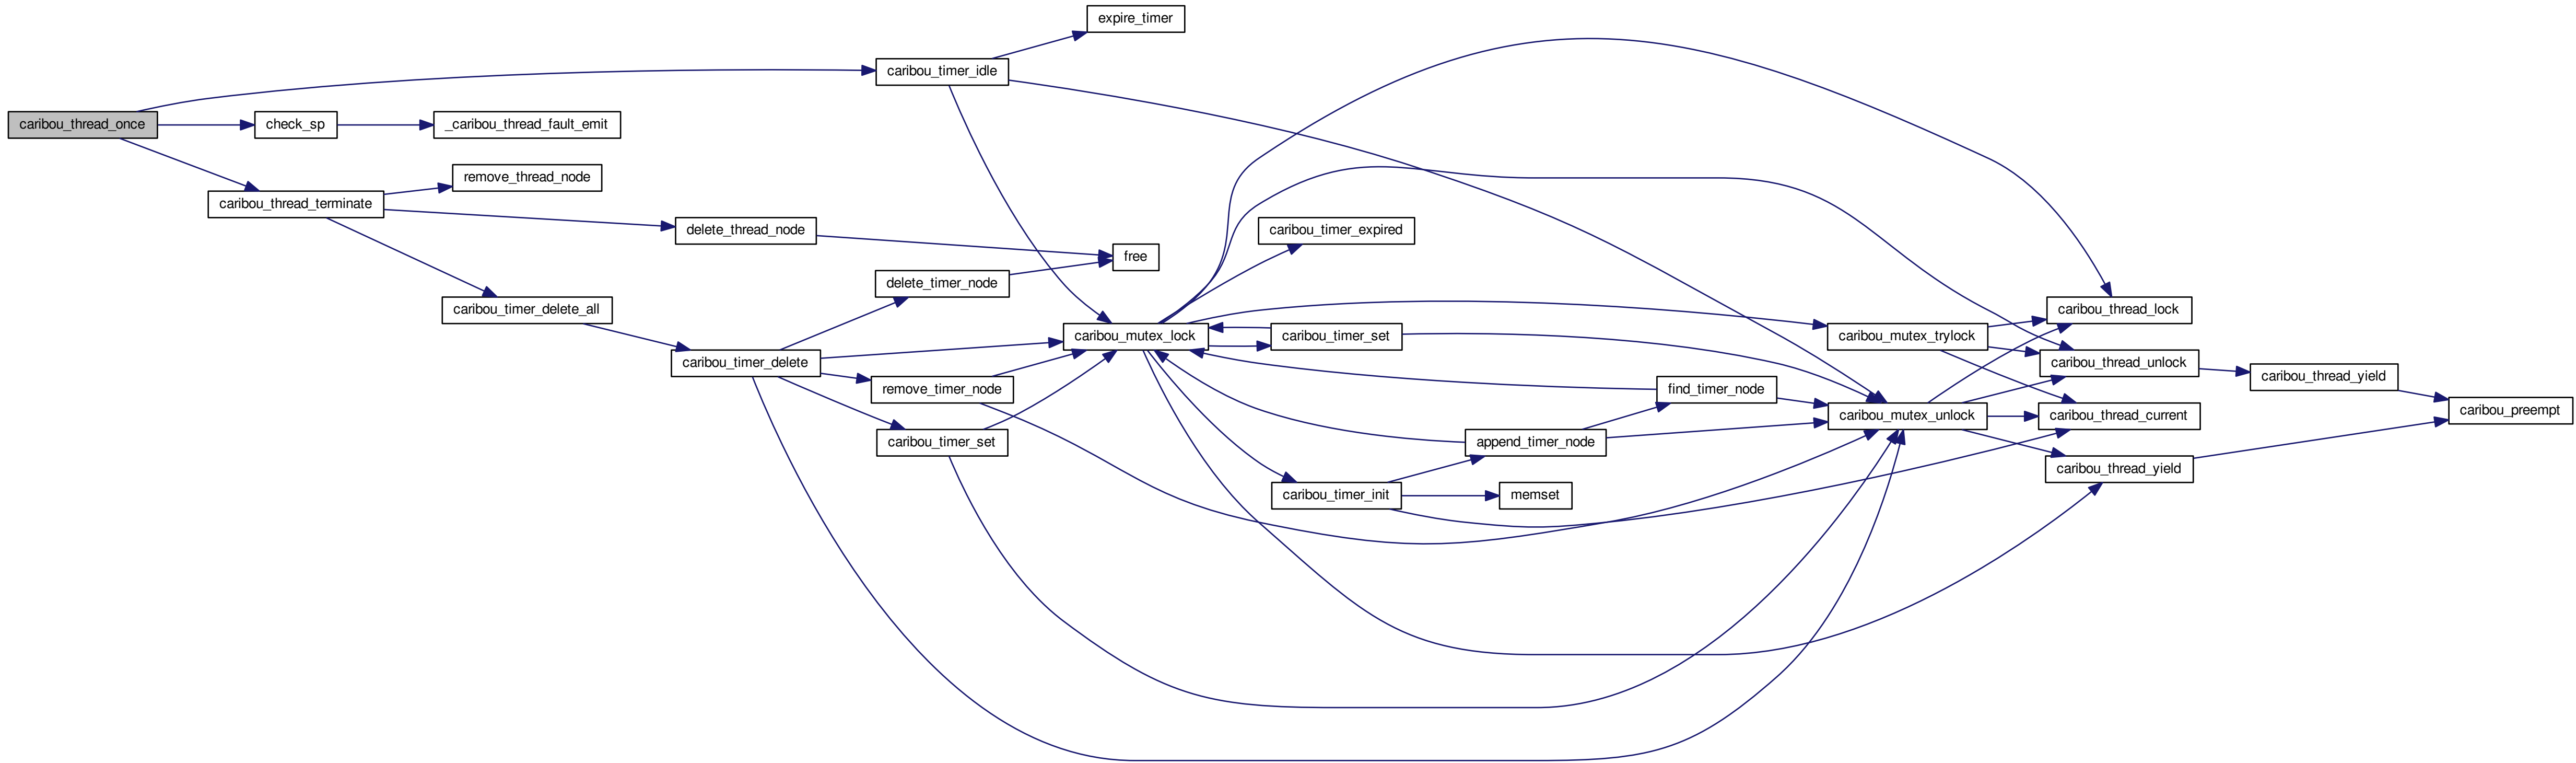 expire_timer
caribou_timer_idle
caribou_thread_once
check_sp
_caribou_thread_fault_emit
remove_thread_node
caribou_thread_terminate
delete_thread_node
caribou_timer_expired
free
delete_timer_node
caribou_timer_delete_all
caribou_thread_lock
caribou_mutex_lock
caribou_timer_set
caribou_mutex_trylock
caribou_timer_delete
caribou_thread_unlock
caribou_thread_yield
remove_timer_node
find_timer_node
caribou_preempt
caribou_mutex_unlock
caribou_thread_current
caribou_timer_set
append_timer_node
caribou_thread_yield
caribou_timer_init
memset